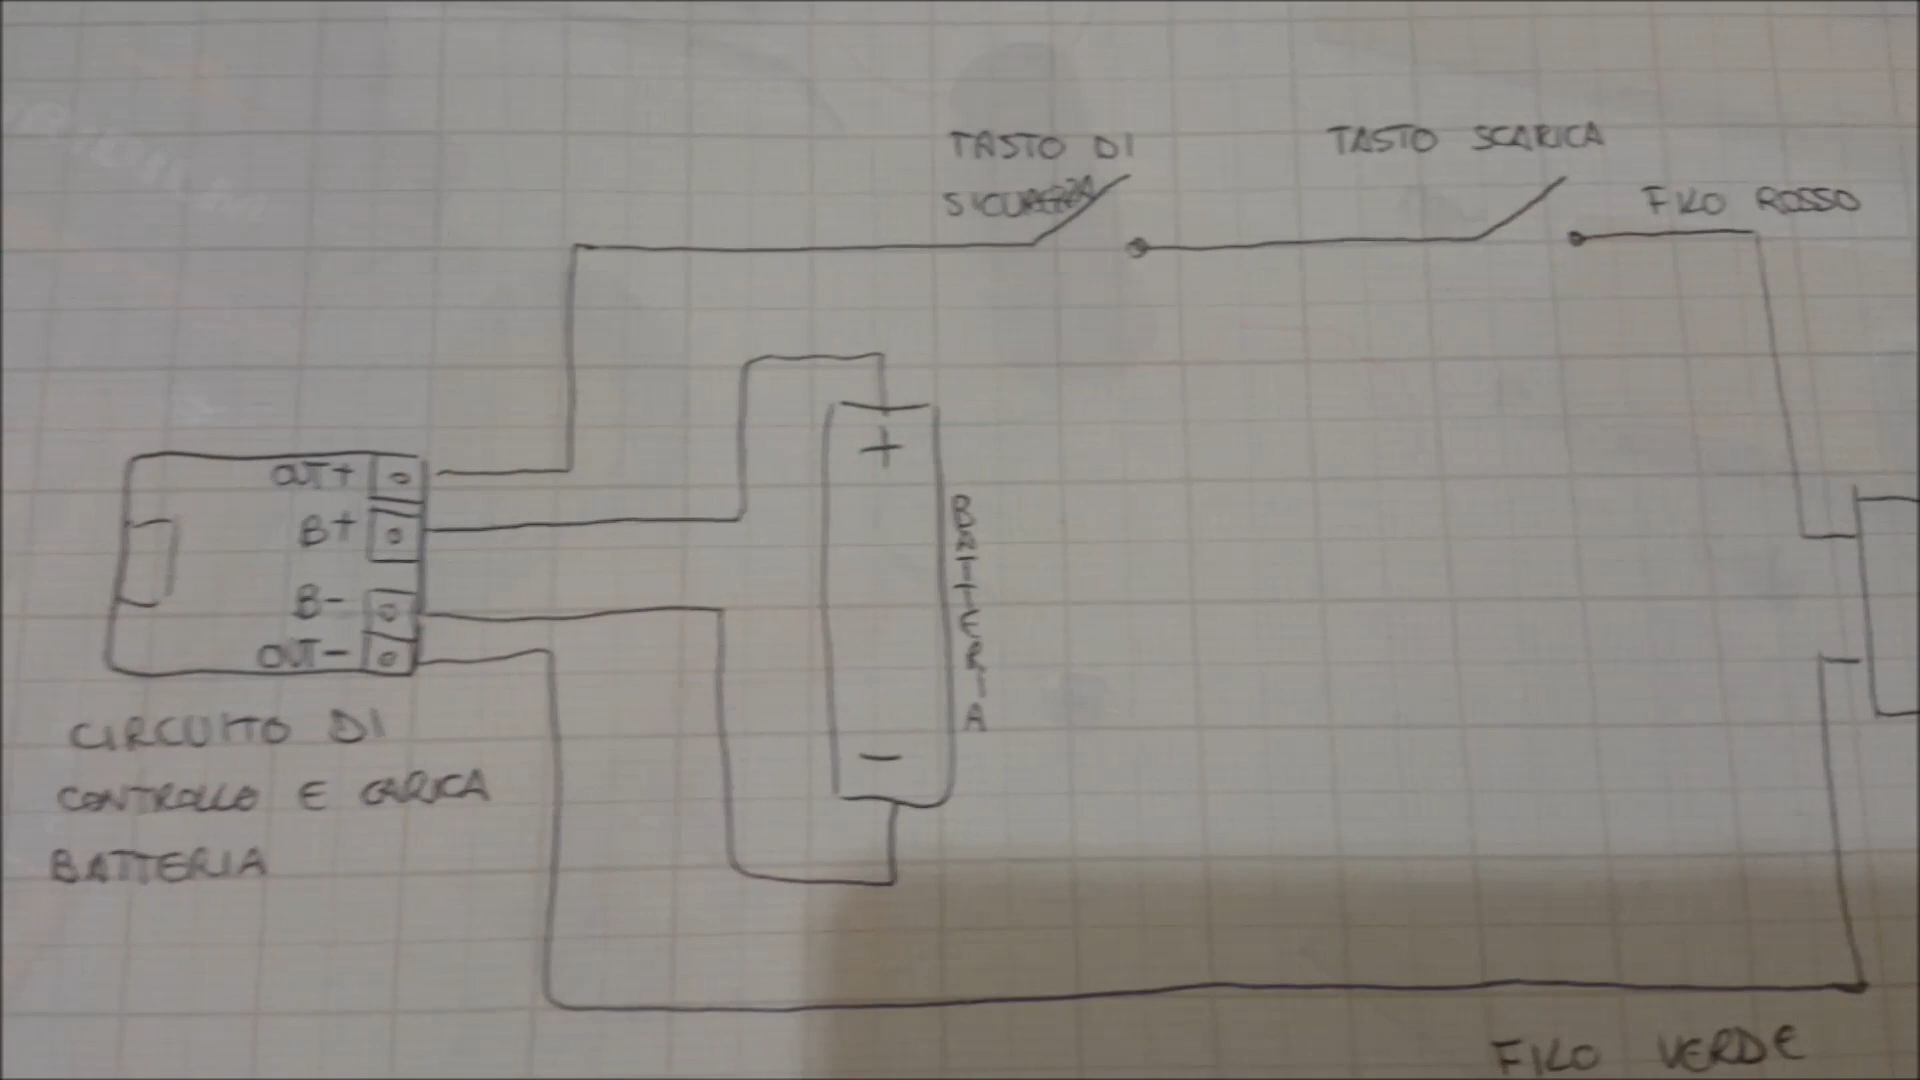 TASTO DI
SICUREZZA
TASTO SCARICA
FILO ROSSO
OUT+
B+
B-
OUT-
+
BATTERIA
-
CIRCUITO DI
CONTROLLO E CARICA
BATTERIA
FILO VERDE